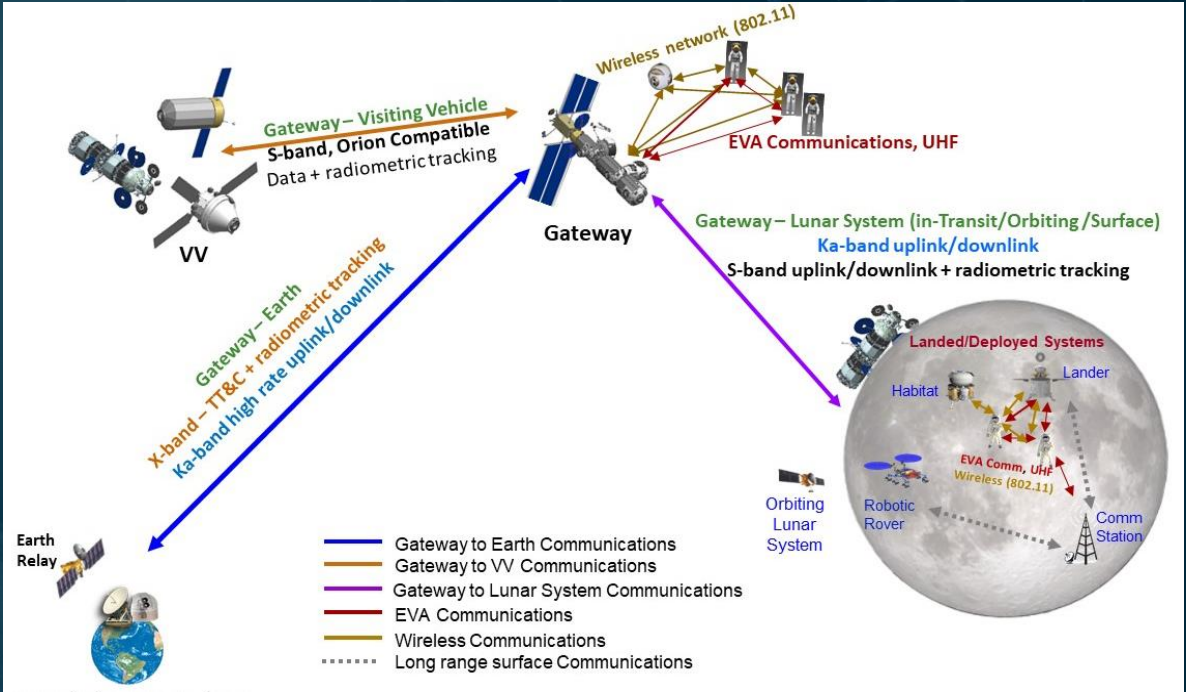 Wireless network (802.11)
Gateway – Visiting Vehicle
S-band, Orion Compatible
Data + radiometric tracking
VV
EVA Communications, UHF
Gateway
Gateway – Lunar System (in-Transit/Orbiting/Surface)
Ka-band uplink/downlink
S-band uplink/downlink + radiometric tracking
Gateway – Earth
X-band – TT&C + radiometric tracking
Ka-band high rate uplink/downlink
Landed/Deployed Systems
Lander
Habitat
EVA Comm, UHF
Wireless (802.11)
Orbiting
Lunar
System
Robotic
Rover
Comm
Station
Earth
Relay
Gateway to Earth Communications
Gateway to VV Communications
Gateway to Lunar System Communications
EVA Communications
Wireless Communications
Long range surface Communications